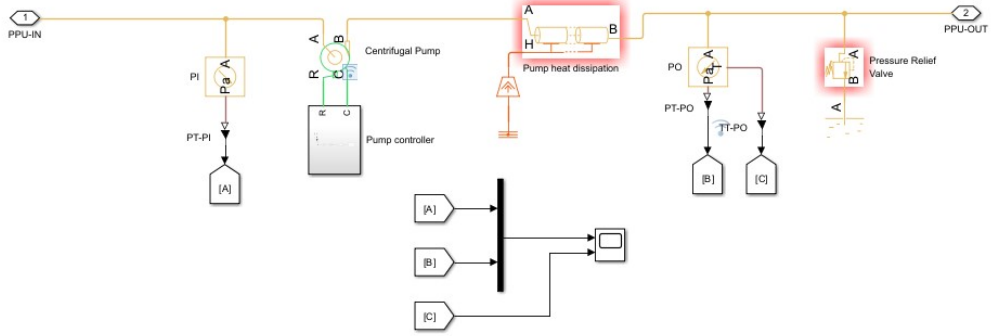 1
PPU-IN
2
PPU-OUT
A
B
Centrifugal Pump
R
C
A
B
H
Pump heat dissipation
PI
A
Pa
PT-PI
[A]
R
C
Pump controller
PO
A
Pa
T
PT-PO
TT-PO
[B]
[C]
A
B
Pressure Relief
Valve
A
[A]
[B]
[C]